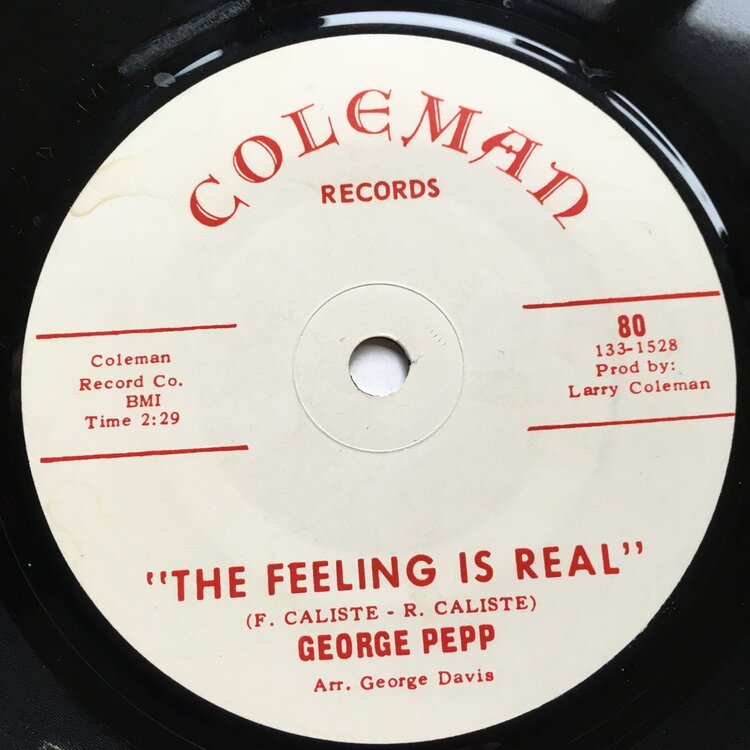 COLEMAN
RECORDS
Coleman
Record Co.
BMI
Time 2:29
80
133-1528
Prod by:
Larry Coleman
"THE FEELING IS REAL"
(F. CALISTE - R. CALISTE)
GEORGE PEPP
Arr. George Davis